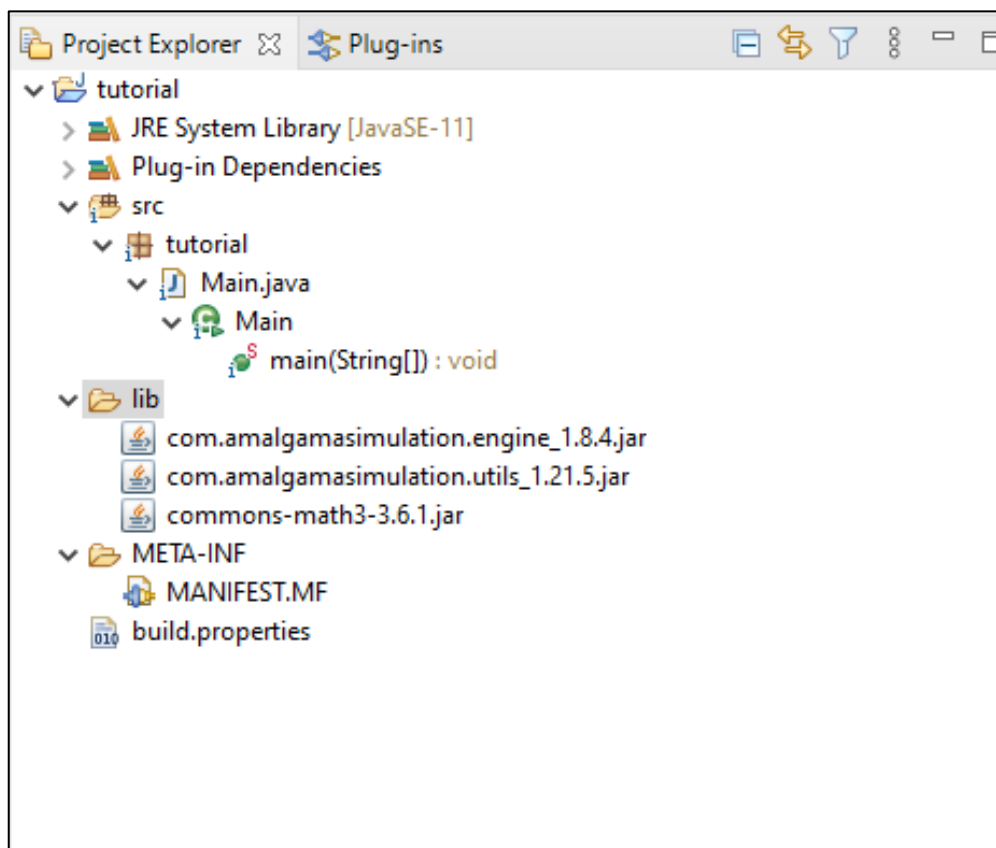 Project Explorer Plug-ins
tutorial
JRE System Library [JavaSE-11]
Plug-in Dependencies
src
tutorial
Main.java
Main
main(String[]) : void
lib
com.amalgamasimulation.engine_1.8.4.jar
com.amalgamasimulation.utils_1.21.5.jar
commons-math3-3.6.1.jar
META-INF
MANIFEST.MF
build.properties